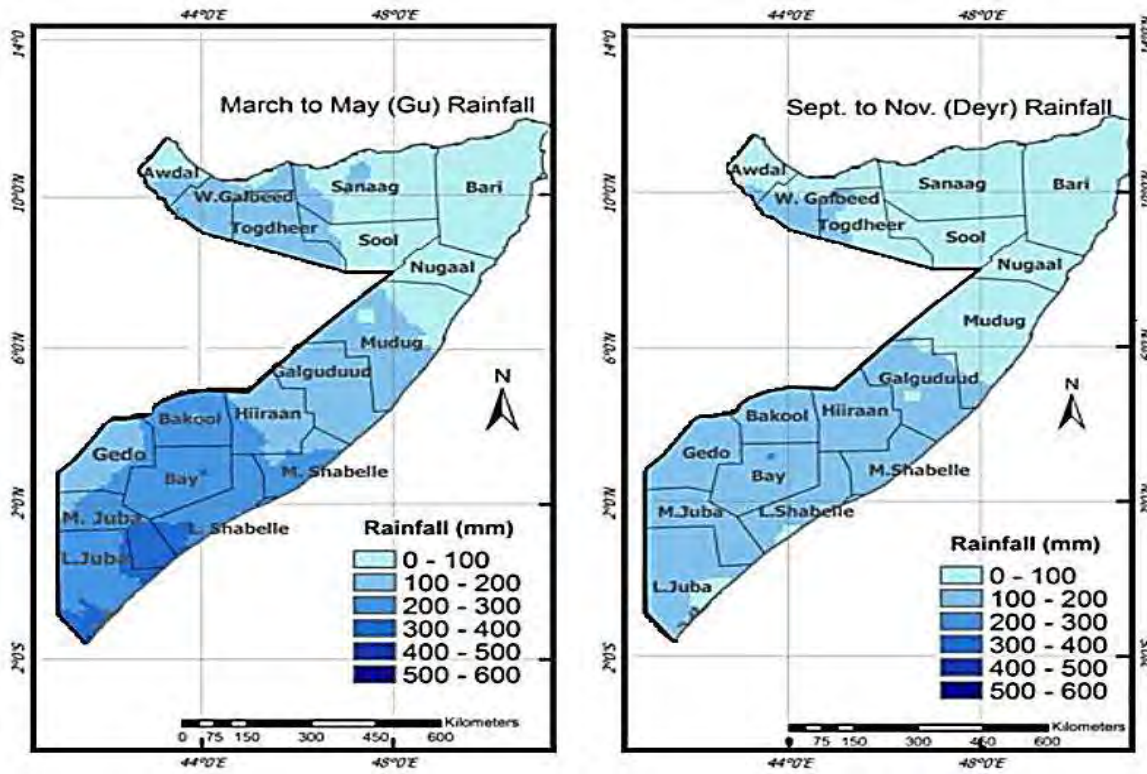 44°0'E 48°0'E
14°0
March to May (Gu) Rainfall
Awdal
10°0'N
W.Galbeed
Sanaag
Bari
Togdheer
Sool
Nugaal
6°0'N
Mudug
Galguduud
N
Bakool
Hiiraan
Gedo
Bay
M. Shabelle
2°0'N
M. Juba
L. Shabelle
L.Juba
Rainfall (mm)
0 - 100
100 - 200
200 - 300
300 - 400
400 - 500
500 - 600
2°0'S
Kilometers
0 75 150 300 450 600
44°0'E 48°0'E
44°0'E 48°0'E
14°0'N
Sept. to Nov. (Deyr) Rainfall
Awdal
10°0'N
W. Galbeed
Sanaag
Bari
10°0'N
Togdheer
Sool
Nugaal
Mudug
6°0'N
Galguduud
N
Bakool
Hiiraan
Gedo
Bay
M.Shabelle
2°0'N
M.Juba
L.Shabelle
L.Juba
Rainfall (mm)
0 - 100
100 - 200
200 - 300
300 - 400
400 - 500
500 - 600
2°0'S
Kilometers
0 75 150 300 450 600
44°0'E 48°0'E